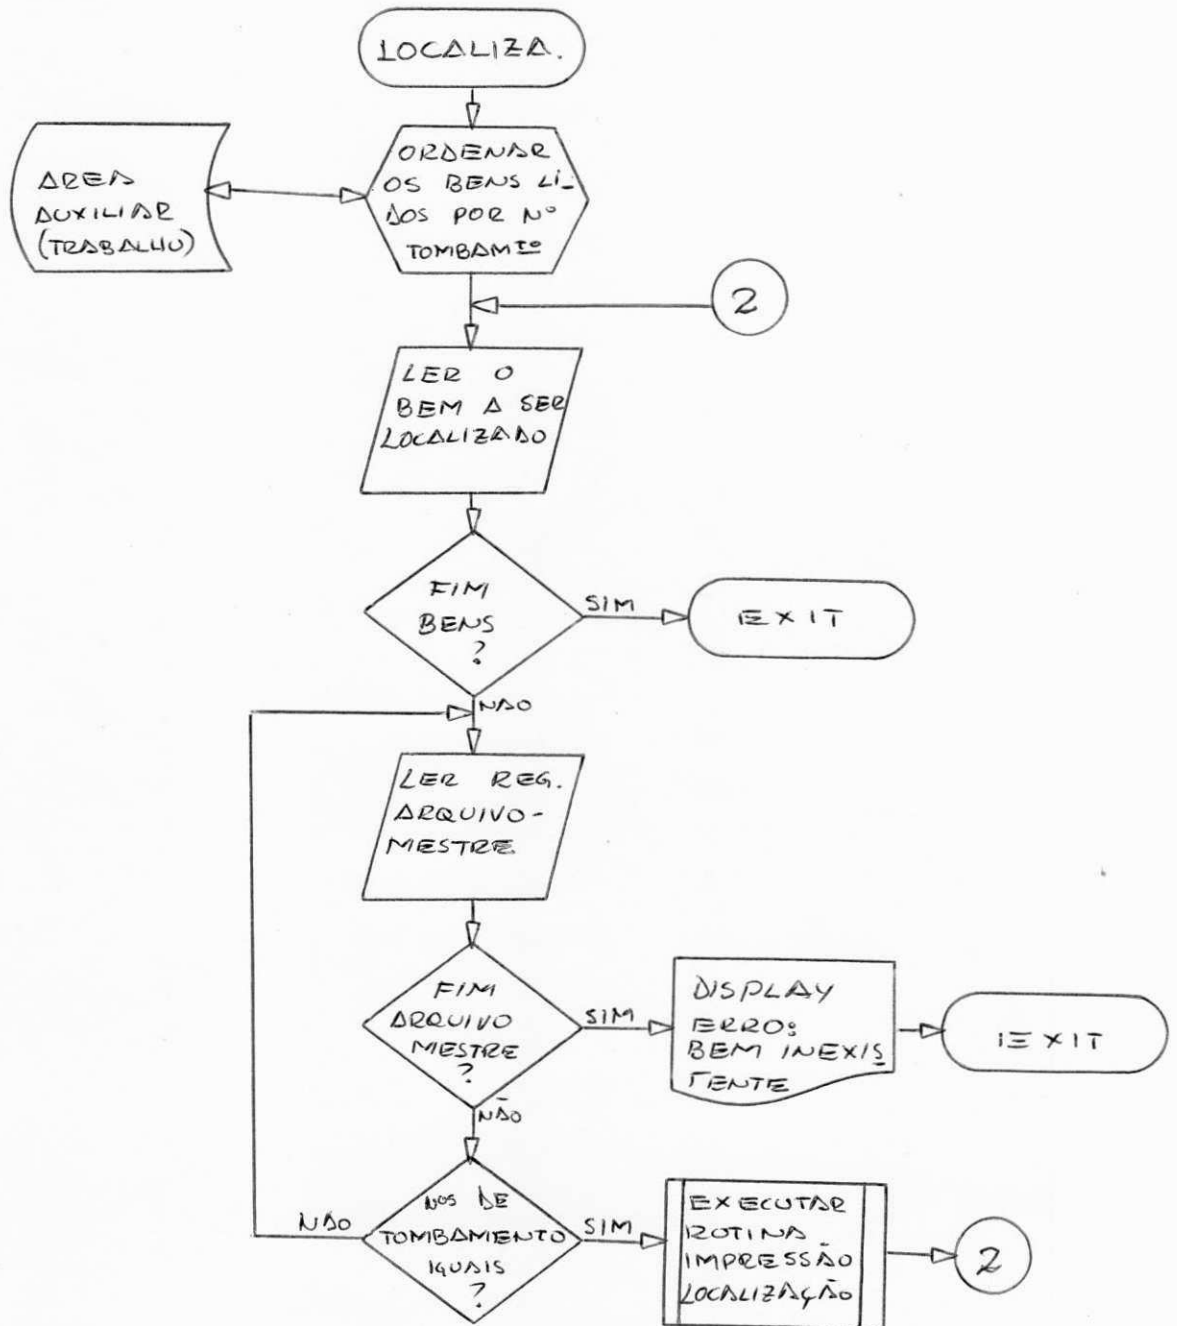 LOCALIZA.
AREA
AUXILIAR
(TRABALHO)
ORDENAR
OS BENS LI-
DOS POR Nº
TOMBAMTO
2
LER O
BEM A SER
LOCALIZADO
FIM
BENS
?
SIM
EXIT
NÃO
LER REG.
ARQUIVO-
MESTRE
FIM
ARQUIVO
MESTRE
?
SIM
DISPLAY
ERRO:
BEM INEXIS
TENTE
EXIT
NÃO
NOS DE
TOMBAMENTO
IGUAIS
?
NÃO
SIM
EXECUTAR
ROTINA
IMPRESSÃO
LOCALIZAÇÃO
2